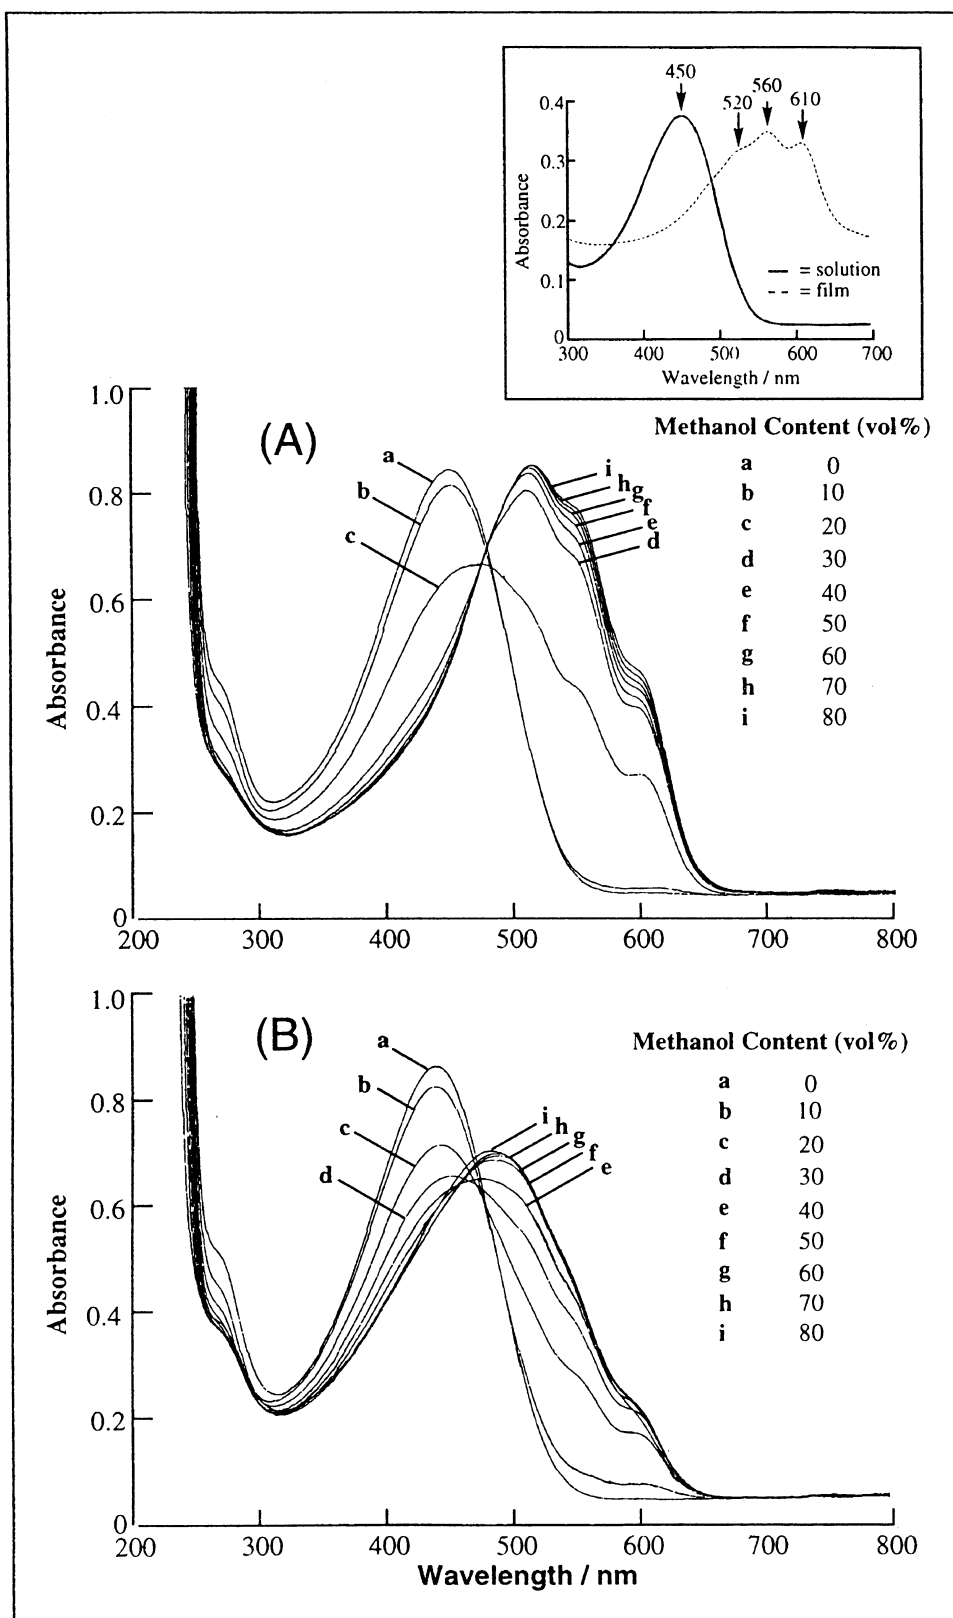 450
520
560
610
0.4
0.3
0.2
0.1
0
Absorbance
= solution
= film
300 400 500 600 700
Wavelength / nm
(A)
1.0
0.8
0.6
0.4
0.2
0
Absorbance
a
b
c
i
h
g
f
e
d
Methanol Content (vol%)
a 0
b 10
c 20
d 30
e 40
f 50
g 60
h 70
i 80
200 300 400 500 600 700 800
(B)
1.0
0.8
0.6
0.4
0.2
0
Absorbance
a
b
c
d
i
h
g
f
e
Methanol Content (vol%)
a 0
b 10
c 20
d 30
e 40
f 50
g 60
h 70
i 80
200 300 400 500 600 700 800
Wavelength / nm